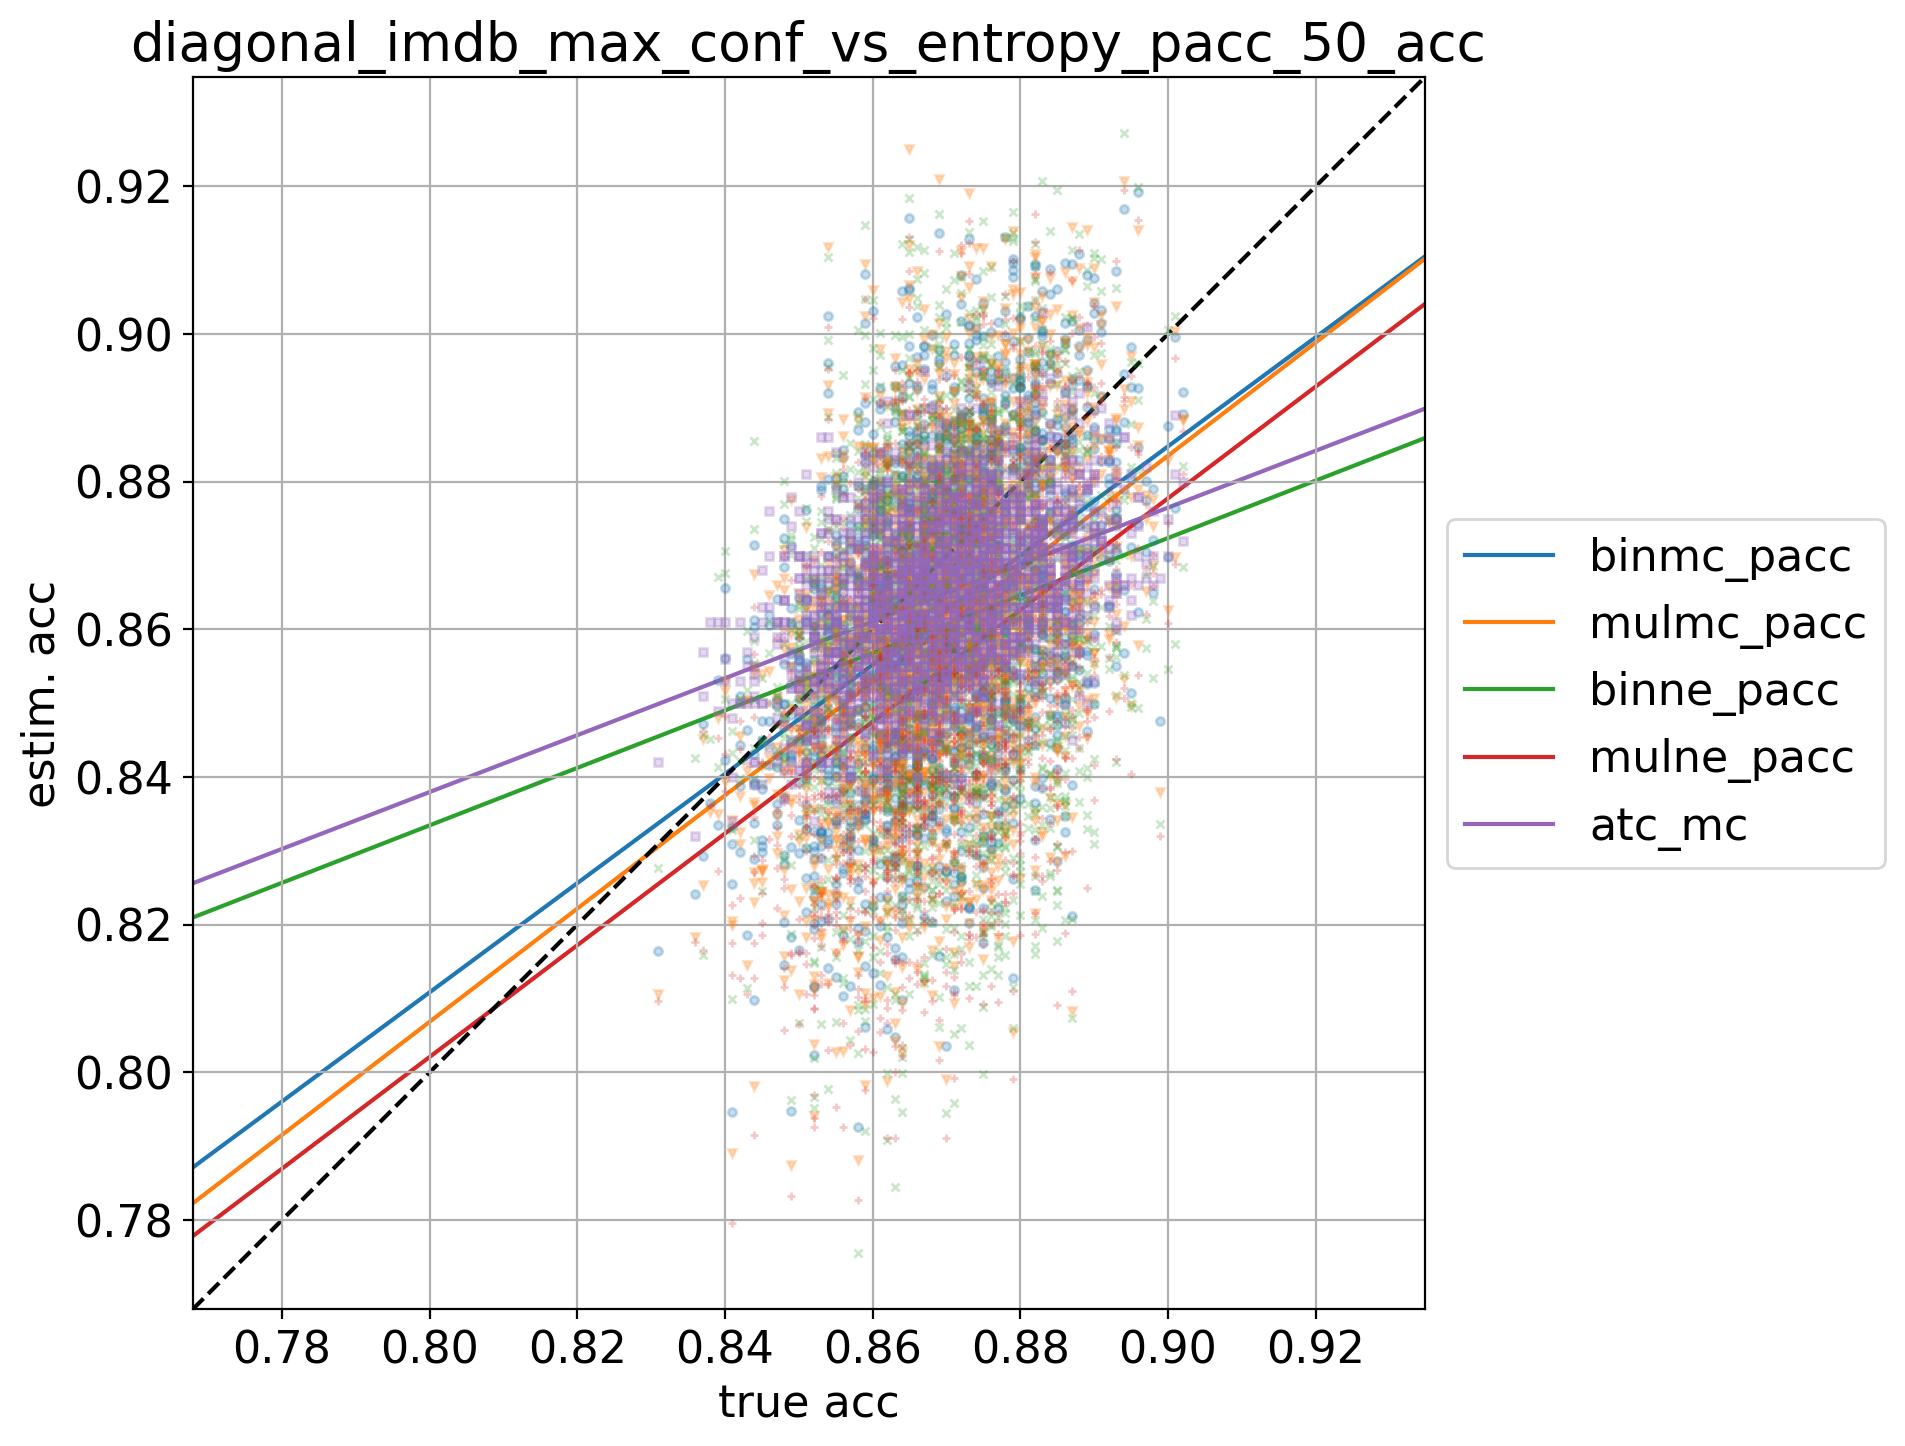 diagonal_imdb_max_conf_vs_entropy_pacc_50_acc
0.92
0.90
0.88
0.86
0.84
0.82
0.80
0.78
estim. acc
0.78 0.80 0.82 0.84 0.86 0.88 0.90 0.92
true acc
binmc_pacc
mulmc_pacc
binne_pacc
mulne_pacc
atc_mc